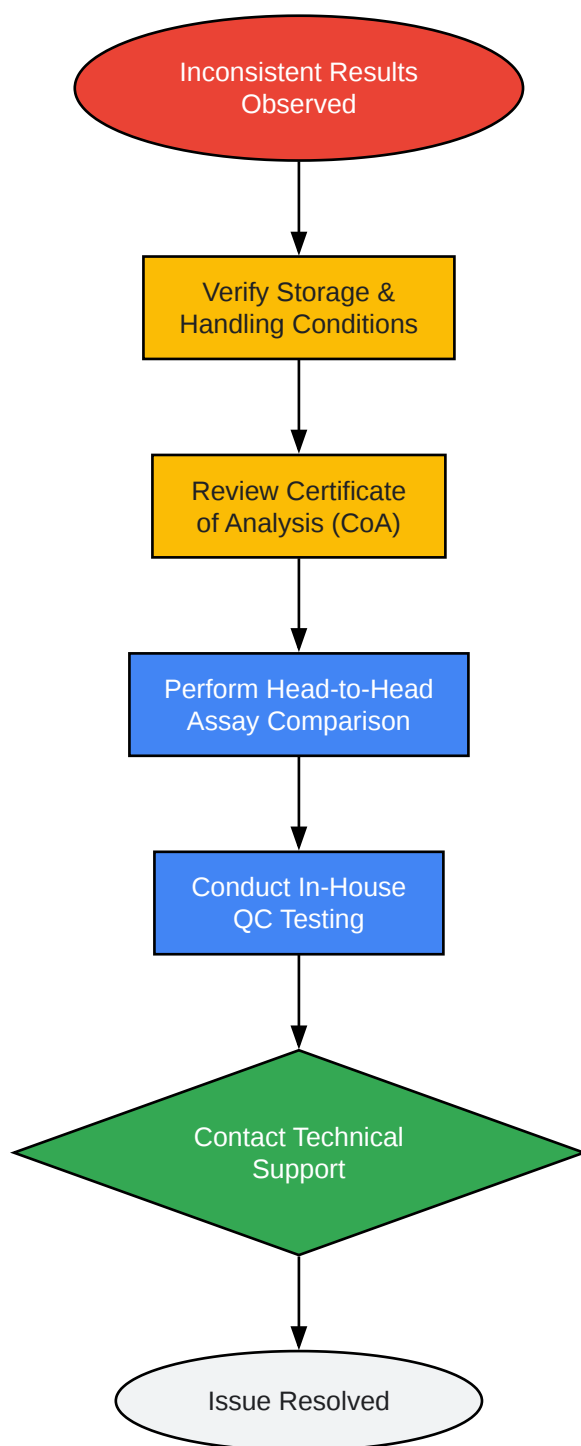 Inconsistent Results
Observed
Verify Storage &
Handling Conditions
Review Certificate
of Analysis (CoA)
Perform Head-to-Head
Assay Comparison
Conduct In-House
QC Testing
Contact Technical
Support
Issue Resolved